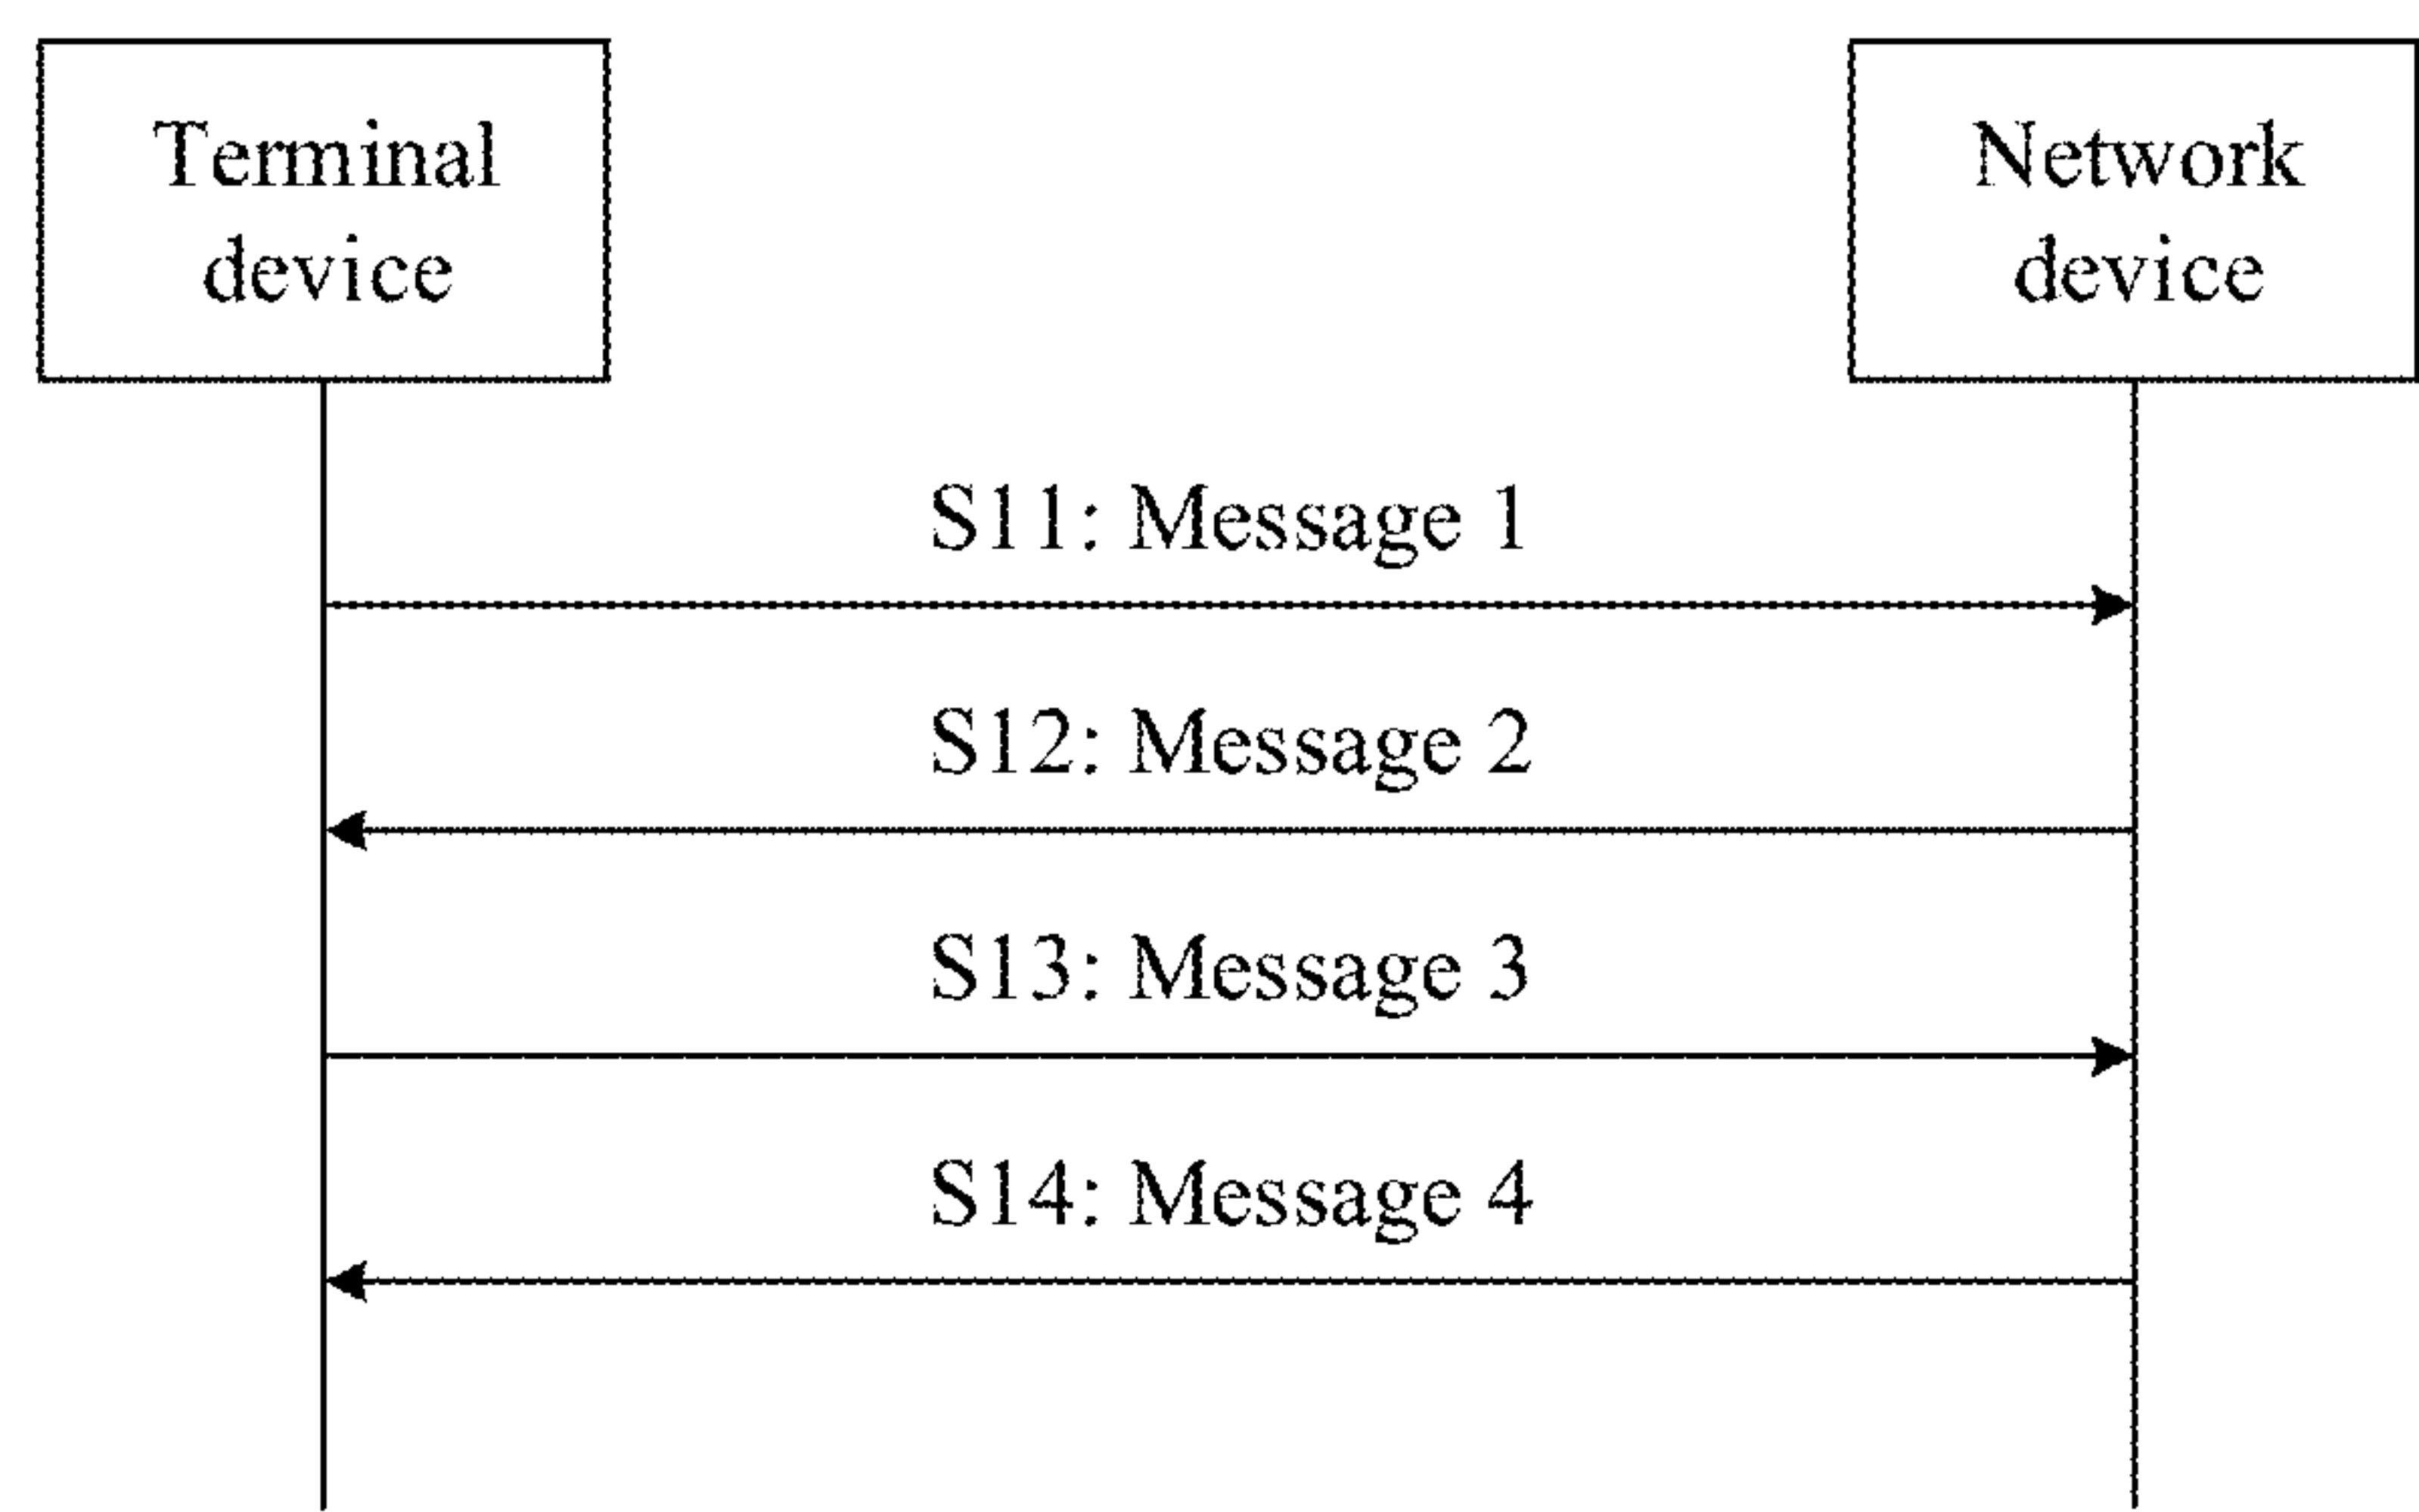 Terminal
device
Network
device
S11: Message 1
S12: Message 2
S13: Message 3
S14: Message 4